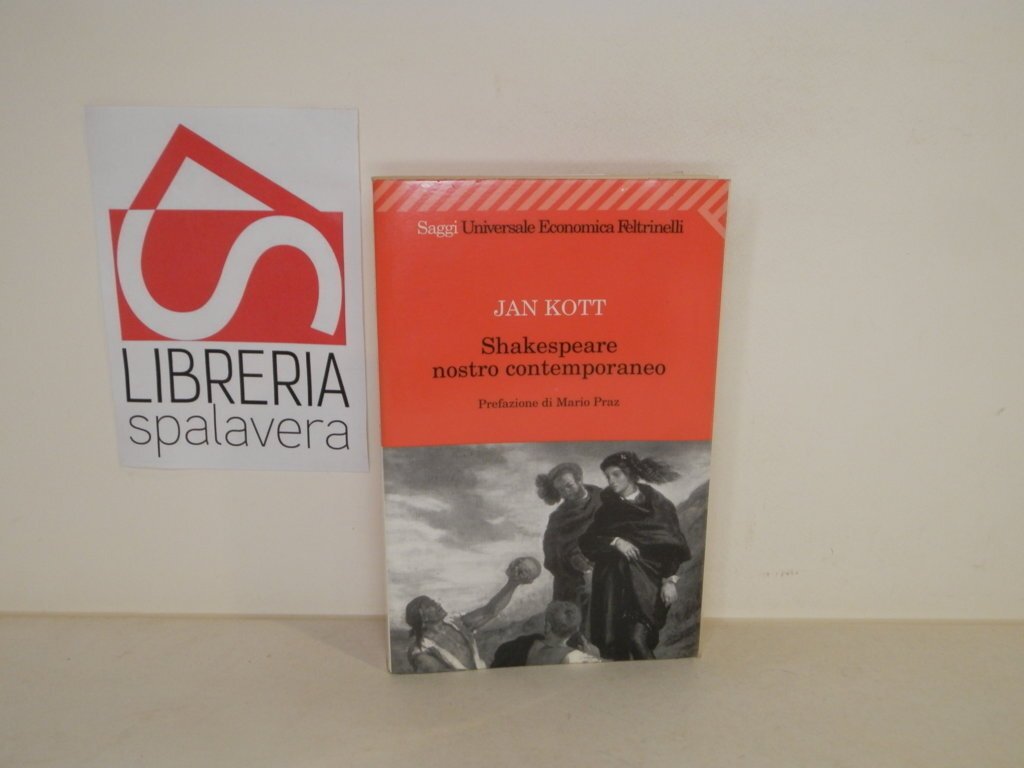 LIBRERIA
spalavera
Saggi Universale Economica Feltrinelli
JAN KOTT
Shakespeare
nostro contemporaneo
Prefazione di Mario Praz